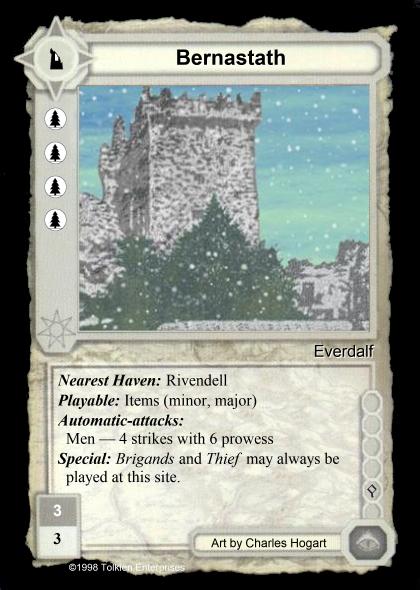 Bernastath
Everdalf
Nearest Haven: Rivendell
Playable: Items (minor, major)
Automatic-attacks:
Men — 4 strikes with 6 prowess
Special: Brigands and Thief may always be
played at this site.
3
3
Art by Charles Hogart
©1998 Tolkien Enterprises